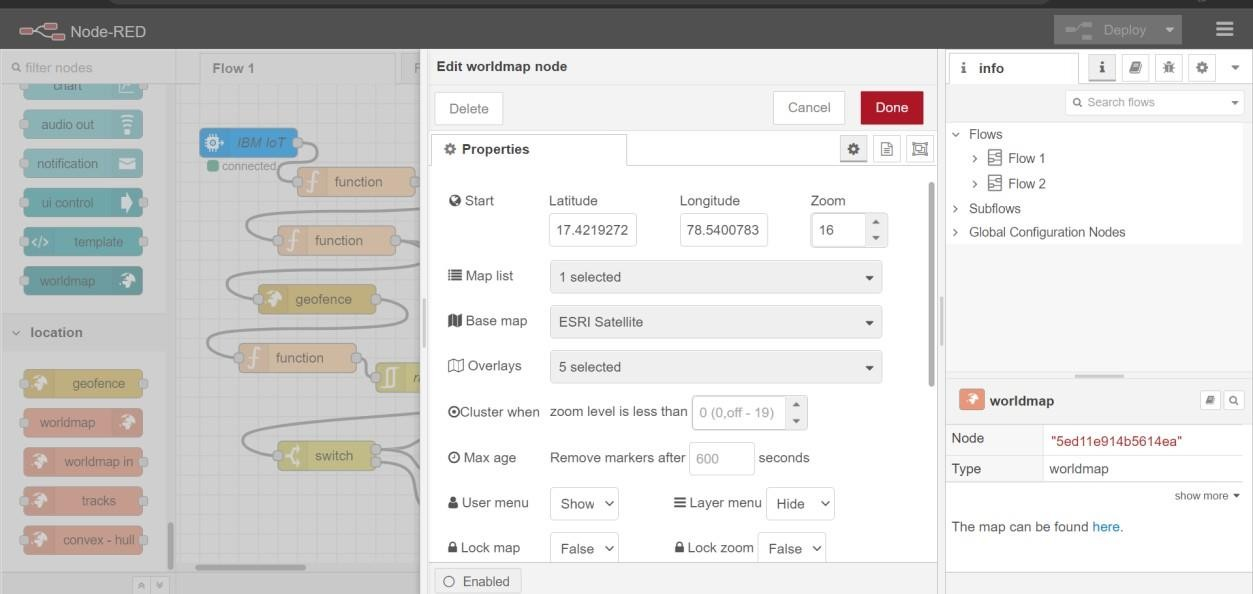 Node-RED
Deploy
filter nodes
chart
audio out
notification
ui control
template
worldmap
location
geofence
worldmap
worldmap in
tracks
convex - hull
Flow 1
IBM IoT
connected
function
function
geofence
function
switch
Edit worldmap node
Delete
Cancel
Done
Properties
Start
Latitude
Longitude
Zoom
17.4219272
78.5400783
16
Map list
1 selected
Base map
ESRI Satellite
Overlays
5 selected
Cluster when zoom level is less than 0 (0,off - 19)
Max age Remove markers after 600 seconds
User menu Show Layer menu Hide
Lock map False Lock zoom False
Enabled
i info
i
Search flows
Flows
Flow 1
Flow 2
Subflows
Global Configuration Nodes
worldmap
Node "5ed11e914b5614ea"
Type worldmap
show more
The map can be found here.